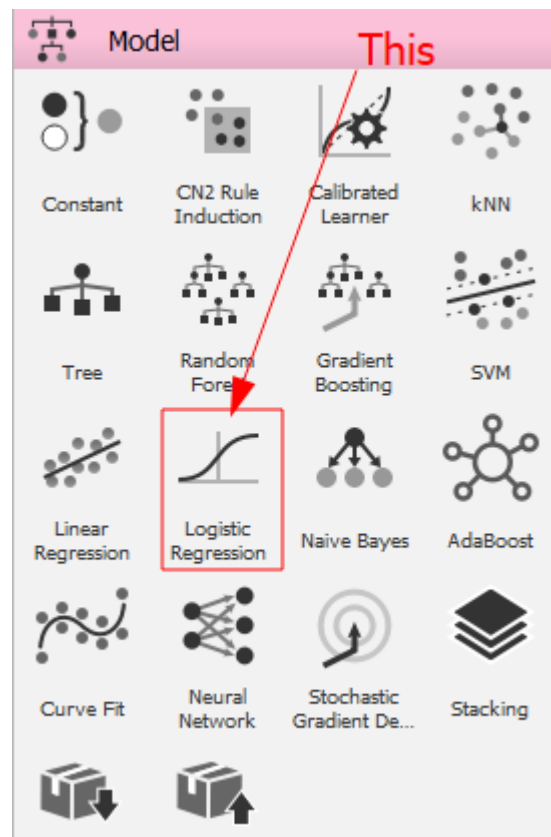 Model
This
Constant
CN2 Rule
Induction
Calibrated
Learner
kNN
Tree
Random
Fore
Gradient
Boosting
SVM
Linear
Regression
Logistic
Regression
Naive Bayes
AdaBoost
Curve Fit
Neural
Network
Stochastic
Gradient De...
Stacking